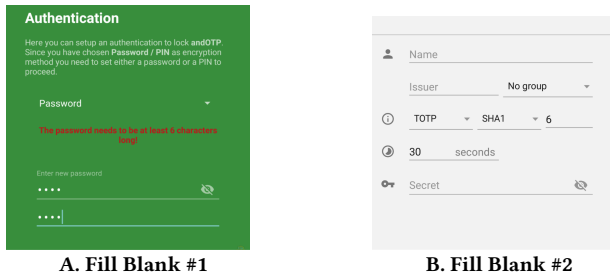 Authentication
Here you can setup an authentication to lock andOTP.
Since you have chosen Password / PIN as encryption
method you need to set either a password or a PIN to
proceed.
Password
The password needs to be at least 6 characters
long!
Enter new password
••••
••••
A. Fill Blank #1
Name
Issuer No group
TOTP SHA1 6
30 seconds
Secret
B. Fill Blank #2